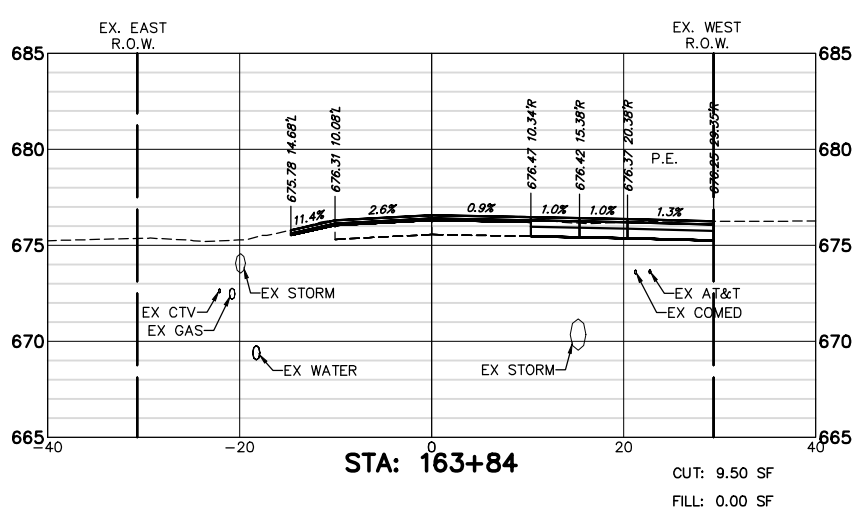 EX. EAST
R.O.W.
EX. WEST
R.O.W.
685
685
680
680
675
675
670
670
665
665
675.78 14.68'L
676.31 10.08'L
676.47 10.34'R
676.42 15.38'R
676.37 20.38'R
676.25 29.35'R
P.E.
11.4%
2.6%
0.9%
1.0%
1.0%
1.3%
EX STORM
EX CTV
EX GAS
EX WATER
EX STORM
EX AT&T
EX COMED
-40
-20
0
20
40
STA: 163+84
CUT: 9.50 SF
FILL: 0.00 SF